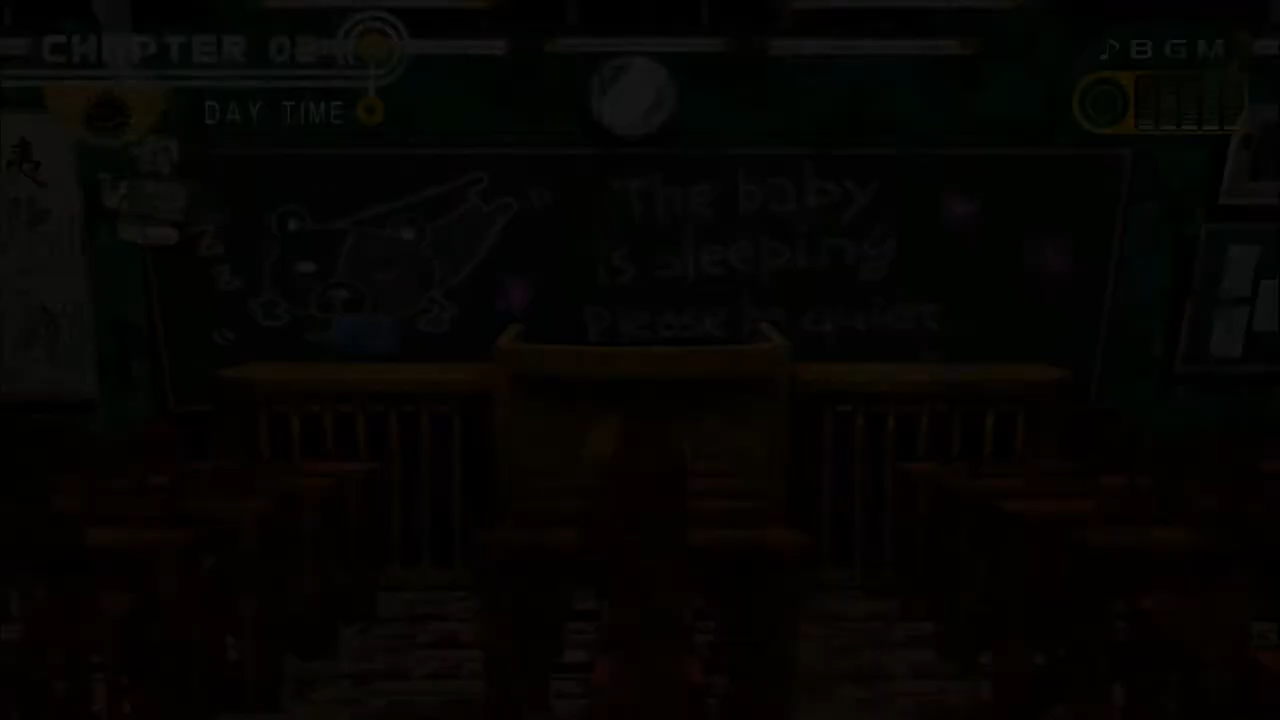 CHAPTER 02
♪BGM
DAY TIME
The baby
is sleeping
please be quiet